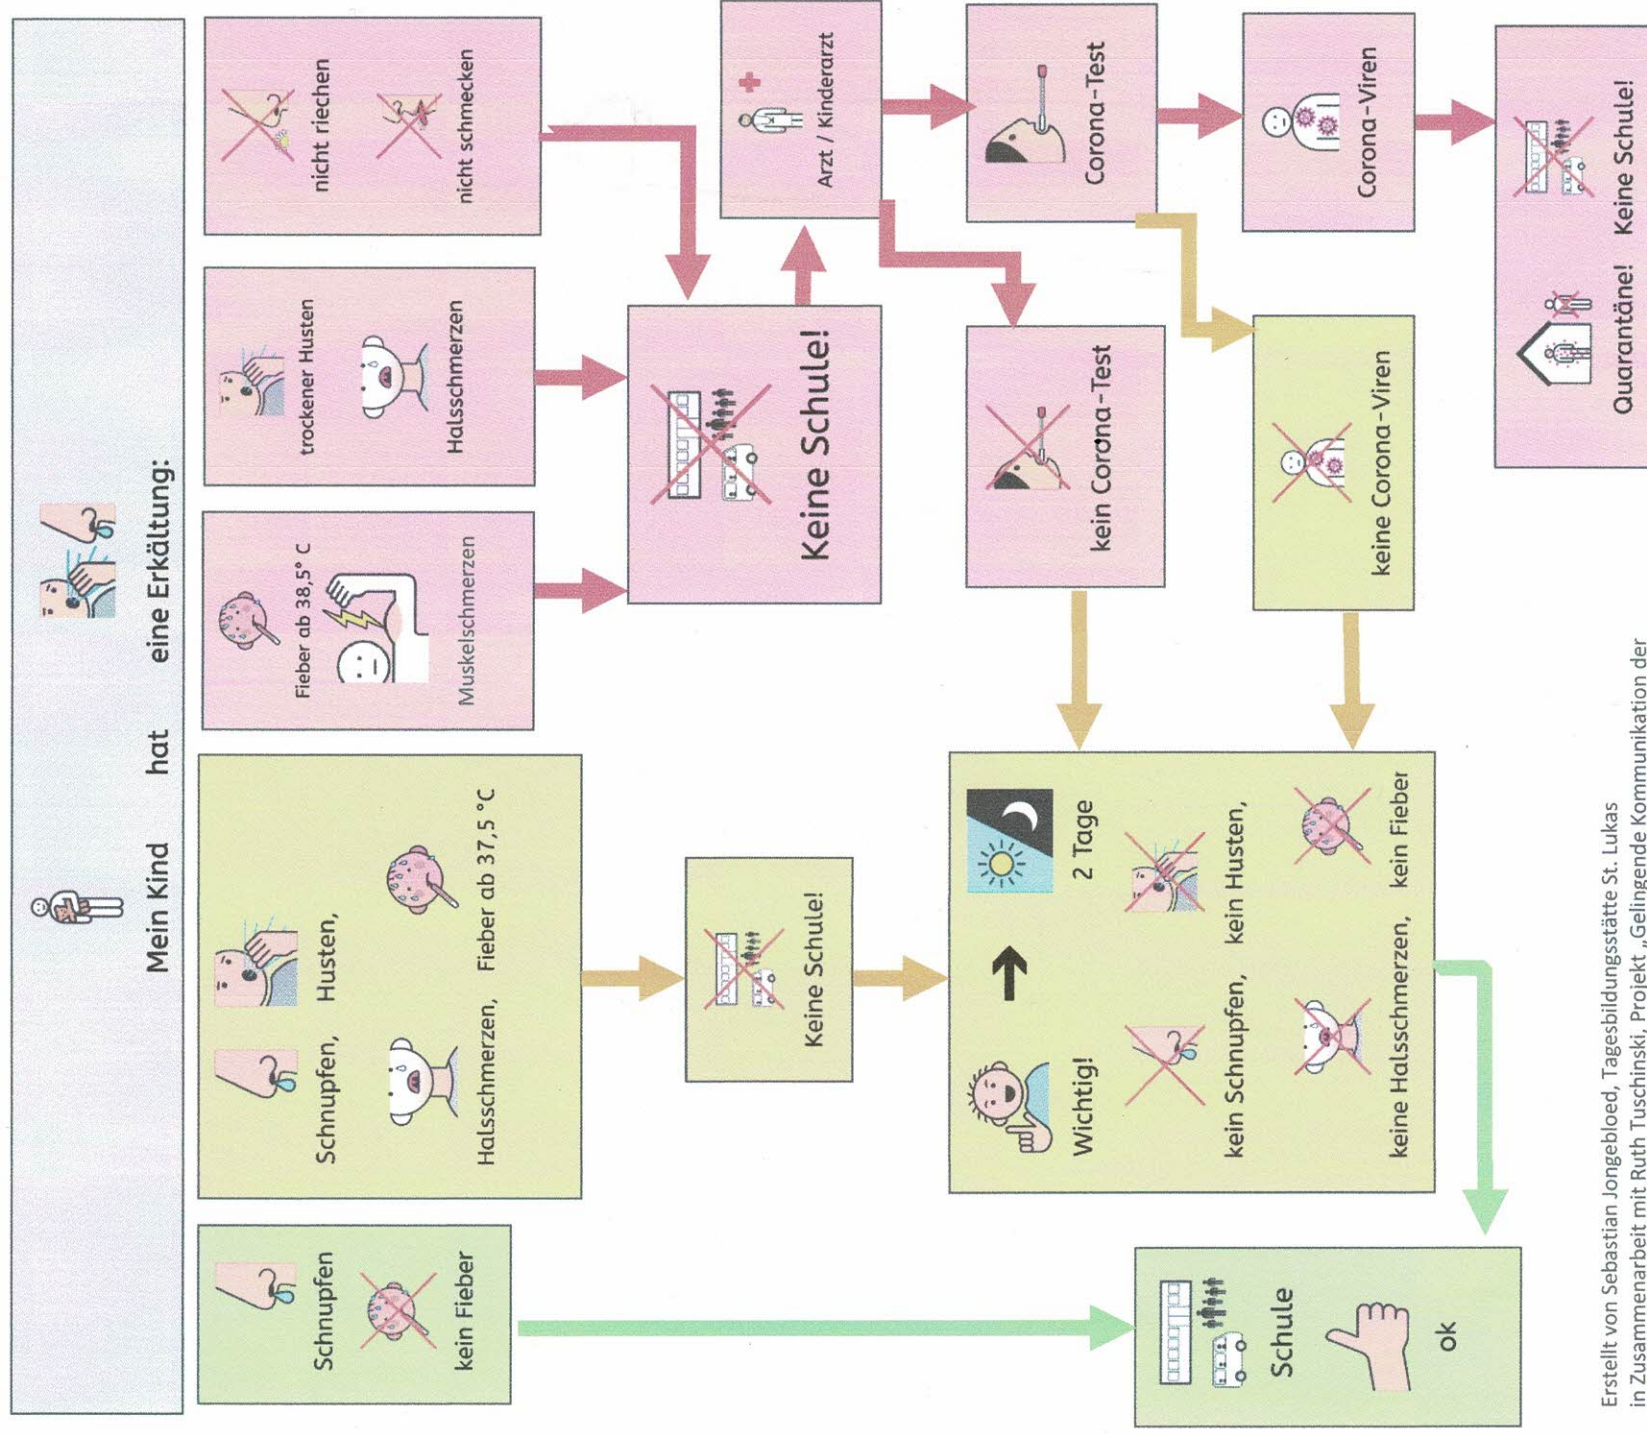 Mein Kind hat eine Erkältung:
Schnupfen
kein Fieber
Schnupfen, Husten,
Halsschmerzen, Fieber ab 37,5 °C
Fieber ab 38,5° C
Muskelschmerzen
trockener Husten
Halsschmerzen
nicht riechen
nicht schmecken
Keine Schule!
Keine Schule!
Arzt / Kinderarzt
Wichtig! 2 Tage
kein Schnupfen, kein Husten,
keine Halsschmerzen, kein Fieber
kein Corona-Test
Corona-Test
keine Corona-Viren
Corona-Viren
Schule
ok
Quarantäne! Keine Schule!
Erstellt von Sebastian Jongebloed, Tagesbildungsstätte St. Lukas
in Zusammenarbeit mit Ruth Tuschinski, Projekt „Gelingende Kommunikation der